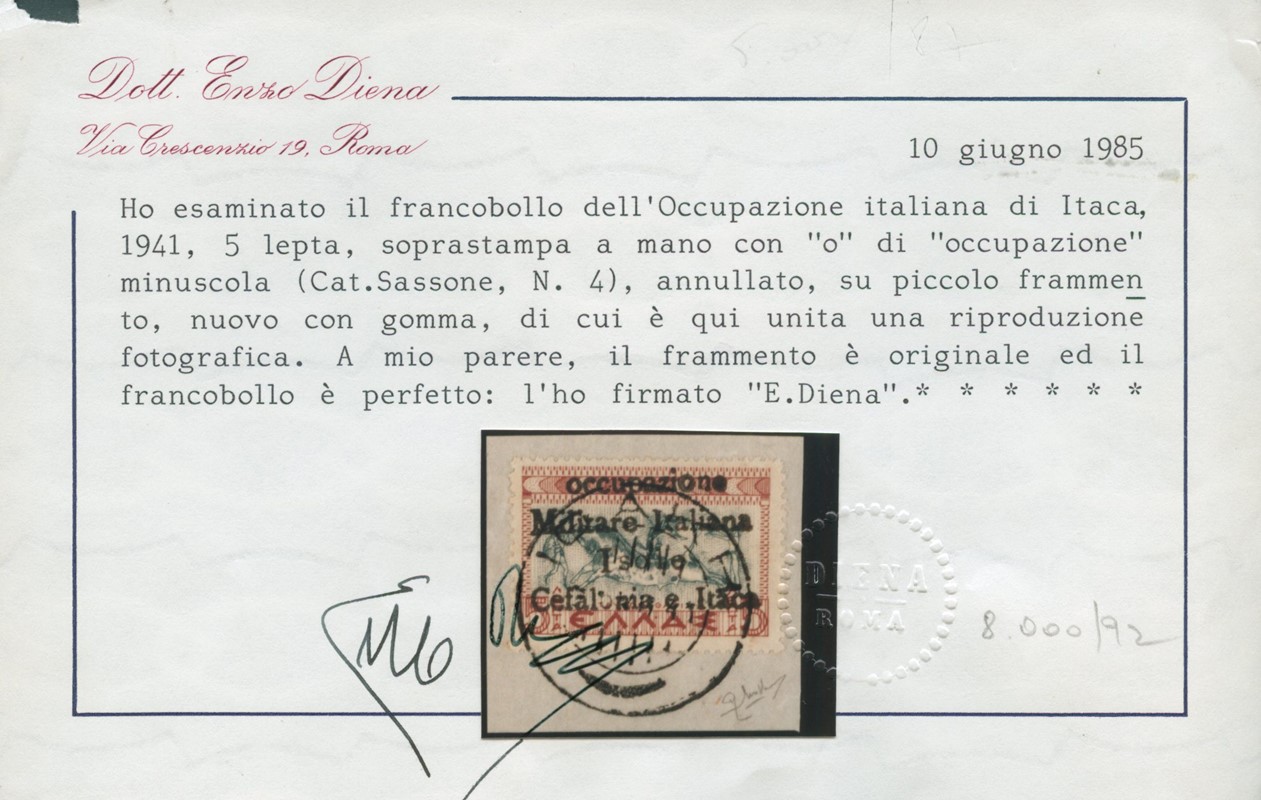 Dott. Enzo Diena
Via Crescenzio 19, Roma
10 giugno 1985
Ho esaminato il francobollo dell'Occupazione italiana di Itaca,
1941, 5 lepta, soprastampa a mano con "o" di "occupazione"
minuscola (Cat.Sassone, N. 4), annullato, su piccolo frammen
to, nuovo con gomma, di cui è qui unita una riproduzione
fotografica. A mio parere, il frammento è originale ed il
francobollo è perfetto: l'ho firmato "E.Diena".* * * * * *
occupazione
Militare Italiana
Isole
Cefalonia e Itaca
ΕΛΛΑΣ
DIENA
ROMA
8.000/92